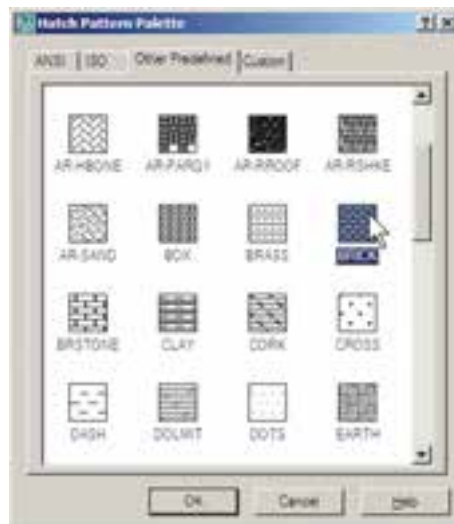 Hatch Pattern Palette
ANSI ISO Other Predefined Custom
AR-HBONE AR-PARQ1 AR-RROOF AR-RSHKE
AR-SAND BOX BRASS BRICK
BRSTONE CLAY CORK CROSS
DASH DOLMIT DOTS EARTH
OK Cancel Help